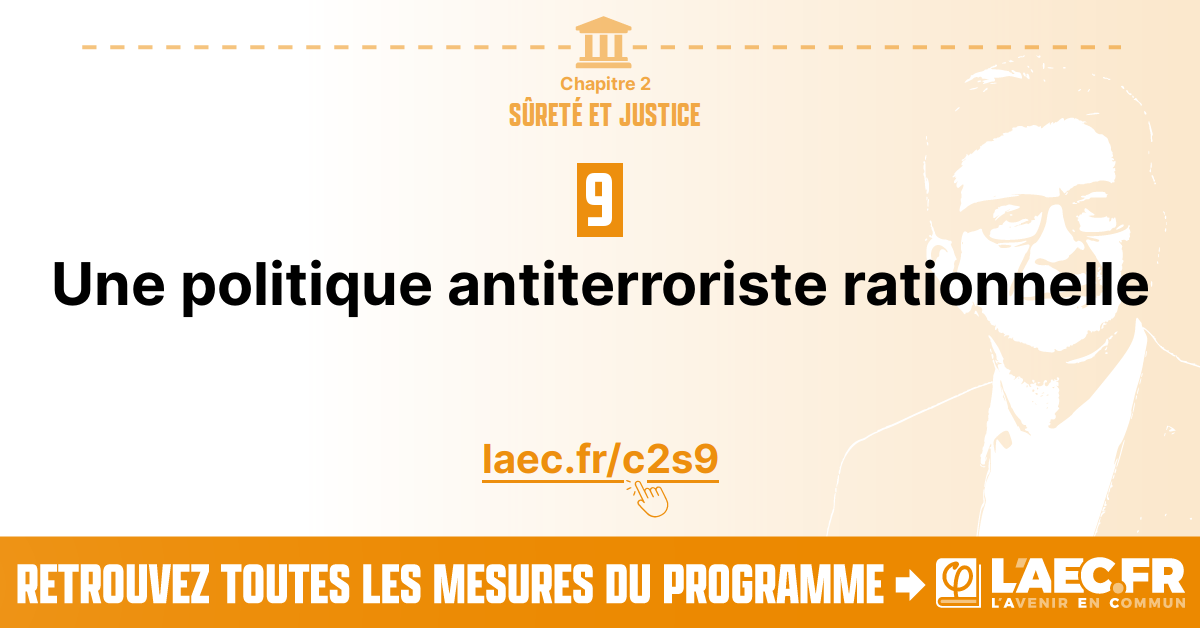 Chapitre 2
SÛRETÉ ET JUSTICE
9
Une politique antiterroriste rationnelle
laec.fr/c2s9
RETROUVEZ TOUTES LES MESURES DU PROGRAMME
φ L'AEC.FR
L'AVENIR EN COMMUN